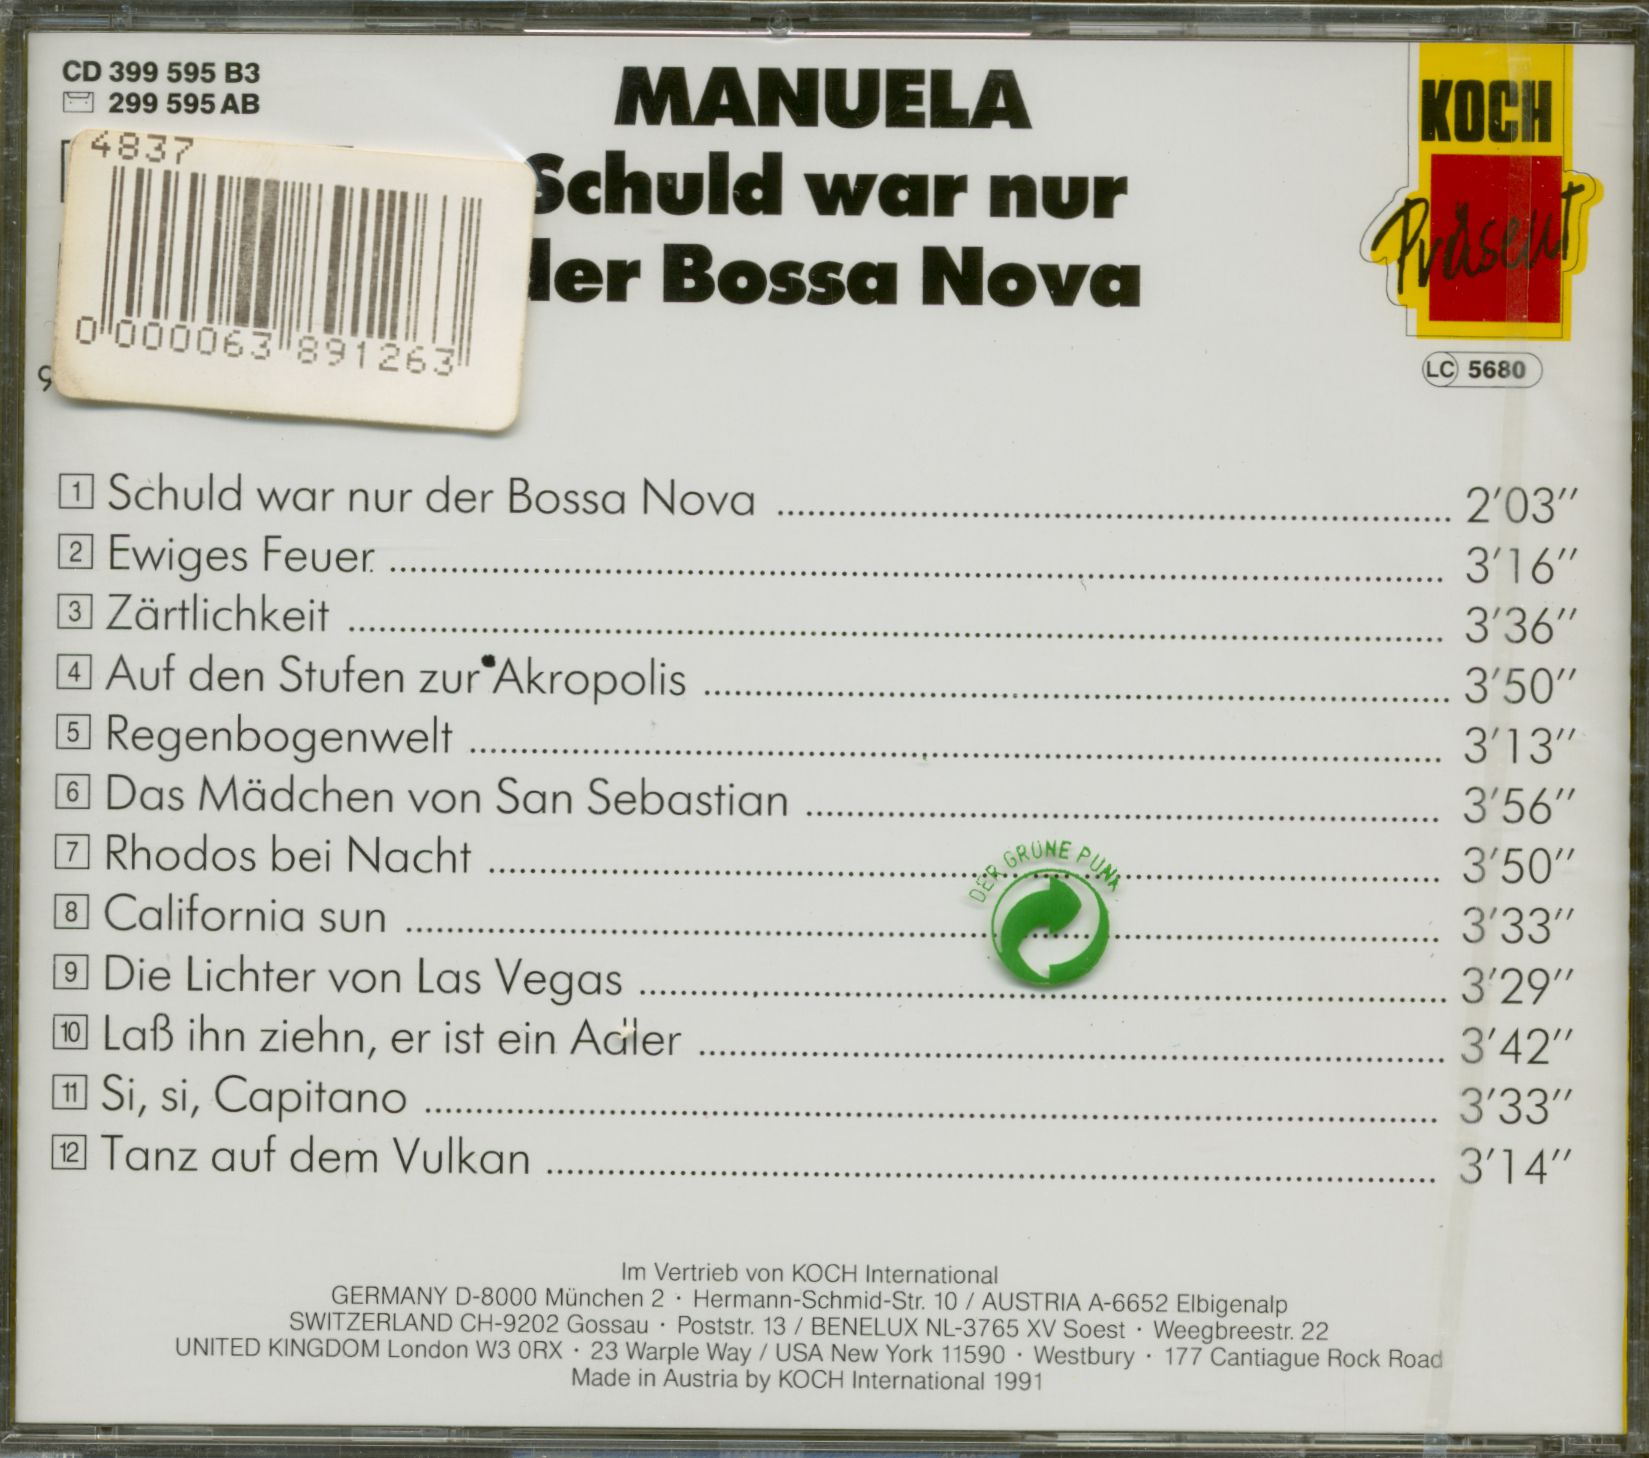 CD 399 595 B3
299 595 AB
MANUELA
Schuld war nur
der Bossa Nova
KOCH
Präsent
LC 5680
4837
0 000063 891263
9
1 Schuld war nur der Bossa Nova 2'03''
2 Ewiges Feuer 3'16''
3 Zärtlichkeit 3'36''
4 Auf den Stufen zur Akropolis 3'50''
5 Regenbogenwelt 3'13''
6 Das Mädchen von San Sebastian 3'56''
7 Rhodos bei Nacht 3'50''
DER GRÜNE PUNKT
8 California sun 3'33''
9 Die Lichter von Las Vegas 3'29''
10 Laß ihn ziehn, er ist ein Adler 3'42''
11 Si, si, Capitano 3'33''
12 Tanz auf dem Vulkan 3'14''
Im Vertrieb von KOCH International
GERMANY D-8000 München 2 · Hermann-Schmid-Str. 10 / AUSTRIA A-6652 Elbigenalp
SWITZERLAND CH-9202 Gossau · Poststr. 13 / BENELUX NL-3765 XV Soest · Weegbreestr. 22
UNITED KINGDOM London W3 0RX · 23 Warple Way / USA New York 11590 · Westbury · 177 Cantiague Rock Road
Made in Austria by KOCH International 1991